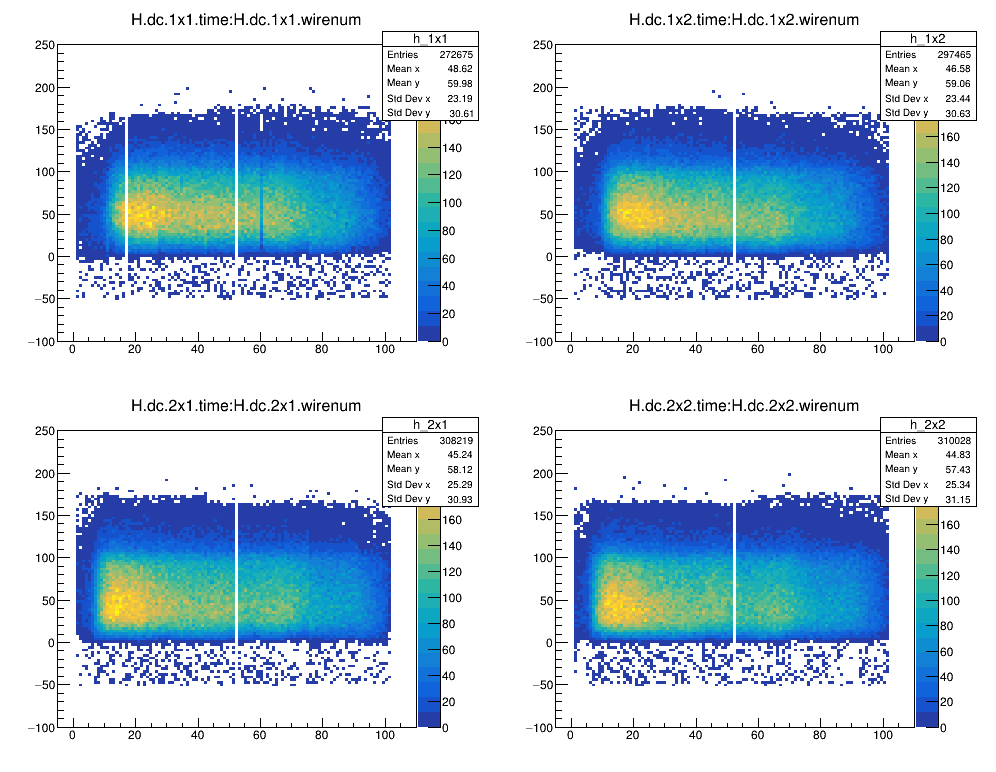 H.dc.1x1.time:H.dc.1x1.wirenum
h_1x1
Entries 272675
Mean x 48.62
Mean y 59.98
Std Dev x 23.19
Std Dev y 30.61
250
200
150
100
50
0
−50
−100
0 20 40 60 80 100
160
140
120
100
80
60
40
20
0
H.dc.1x2.time:H.dc.1x2.wirenum
h_1x2
Entries 297465
Mean x 46.58
Mean y 59.06
Std Dev x 23.44
Std Dev y 30.63
250
200
150
100
50
0
−50
−100
0 20 40 60 80 100
160
140
120
100
80
60
40
20
0
H.dc.2x1.time:H.dc.2x1.wirenum
h_2x1
Entries 308219
Mean x 45.24
Mean y 58.12
Std Dev x 25.29
Std Dev y 30.93
250
200
150
100
50
0
−50
−100
0 20 40 60 80 100
160
140
120
100
80
60
40
20
0
H.dc.2x2.time:H.dc.2x2.wirenum
h_2x2
Entries 310028
Mean x 44.83
Mean y 57.43
Std Dev x 25.34
Std Dev y 31.15
250
200
150
100
50
0
−50
−100
0 20 40 60 80 100
160
140
120
100
80
60
40
20
0